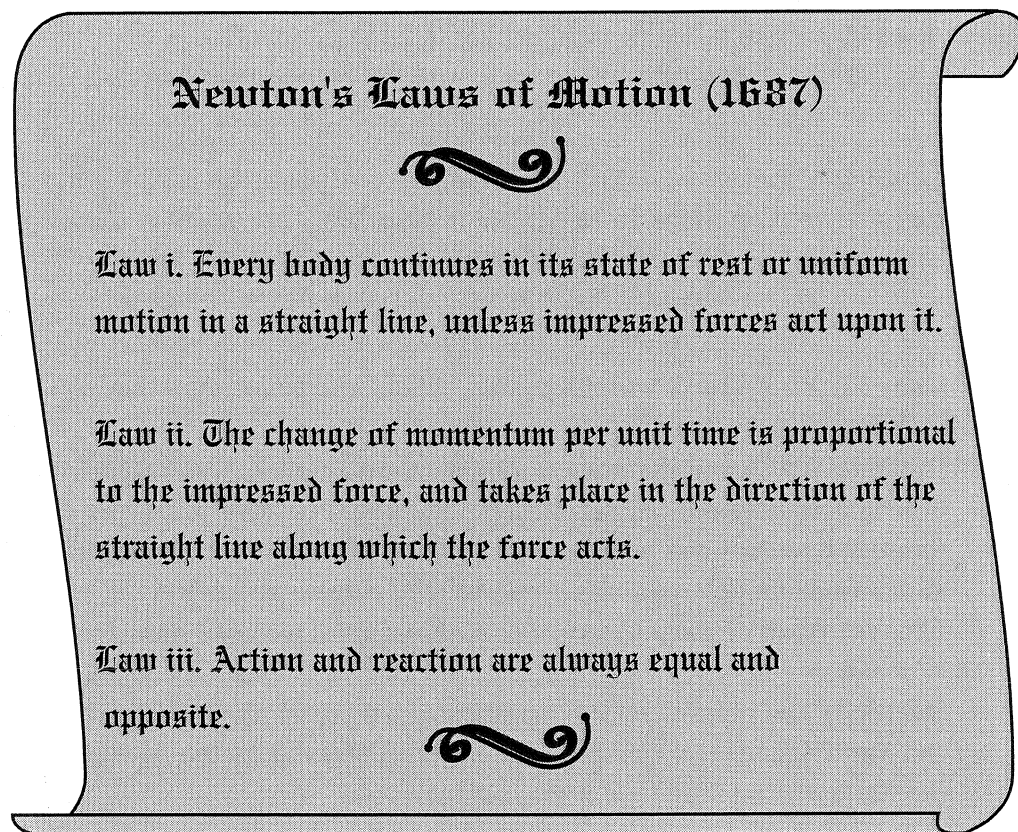 Newton's Laws of Motion (1687)
Law i. Every body continues in its state of rest or uniform
motion in a straight line, unless impressed forces act upon it.
Law ii. The change of momentum per unit time is proportional
to the impressed force, and takes place in the direction of the
straight line along which the force acts.
Law iii. Action and reaction are always equal and
opposite.